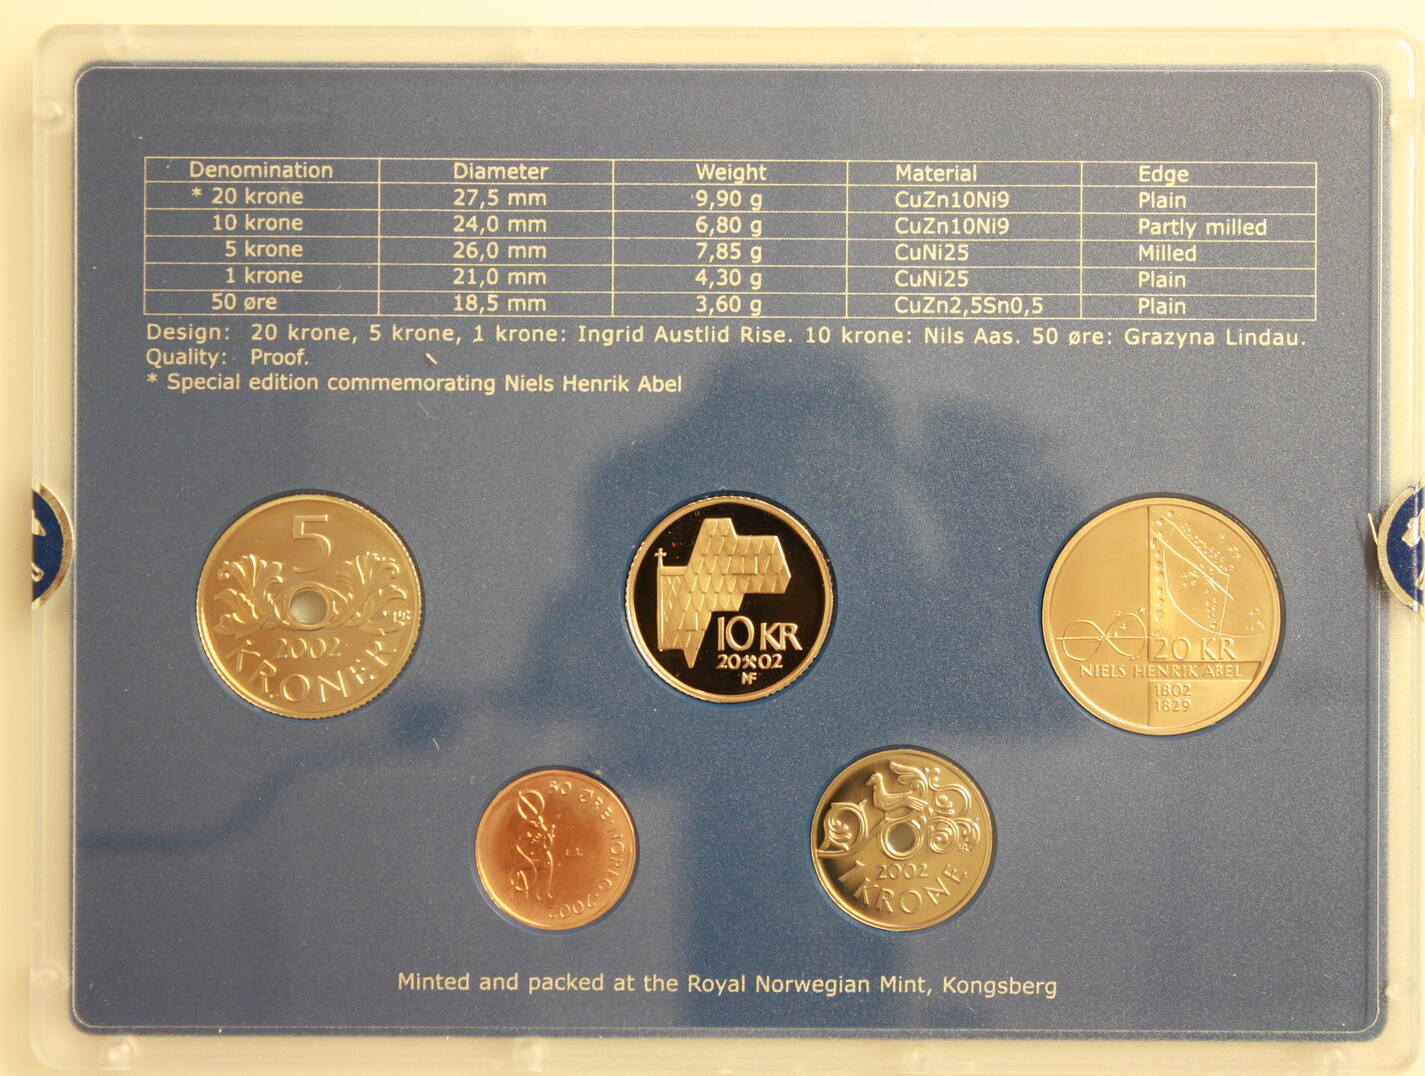 Denomination Diameter Weight Material Edge
* 20 krone 27,5 mm 9,90 g CuZn10Ni9 Plain
10 krone 24,0 mm 6,80 g CuZn10Ni9 Partly milled
5 krone 26,0 mm 7,85 g CuNi25 Milled
1 krone 21,0 mm 4,30 g CuNi25 Plain
50 øre 18,5 mm 3,60 g CuZn2,5Sn0,5 Plain
Design: 20 krone, 5 krone, 1 krone: Ingrid Austlid Rise. 10 krone: Nils Aas. 50 øre: Grazyna Lindau.
Quality: Proof.
* Special edition commemorating Niels Henrik Abel
5
2002
KRONER
10 KR
20 02
20 KR
NIELS HENRIK ABEL
1802
1829
50 ØRE·NORGE·2002
2002
1 KRONE
Minted and packed at the Royal Norwegian Mint, Kongsberg